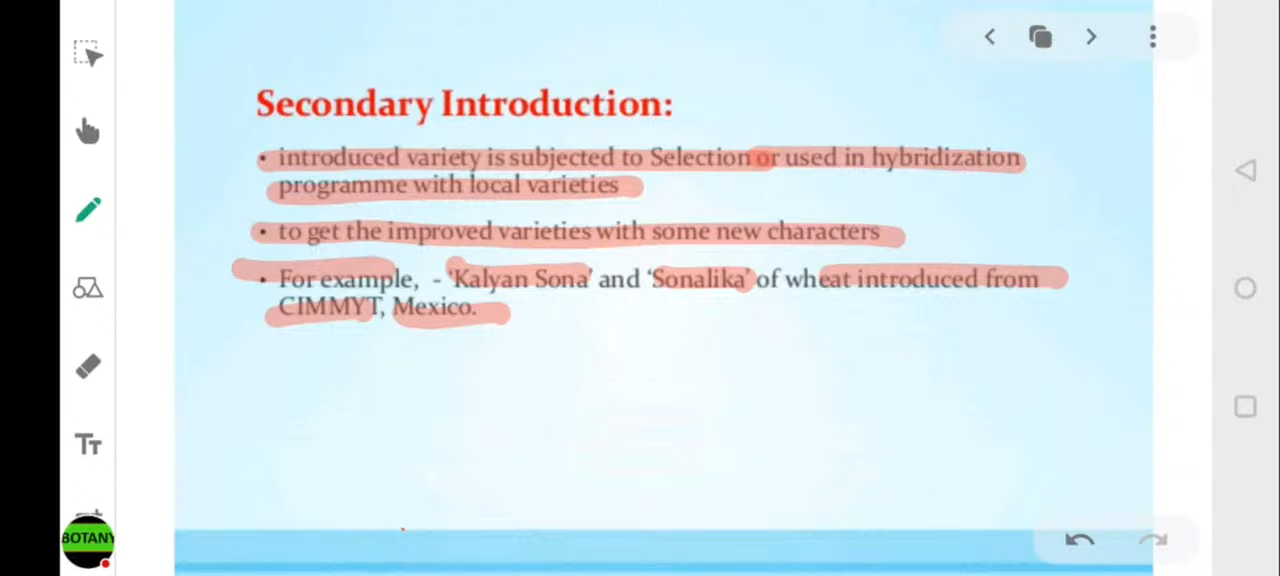 Secondary Introduction:
• introduced variety is subjected to Selection or used in hybridization
programme with local varieties
• to get the improved varieties with some new characters
• For example, - 'Kalyan Sona' and 'Sonalika' of wheat introduced from
CIMMYT, Mexico.
TT
BOTANY